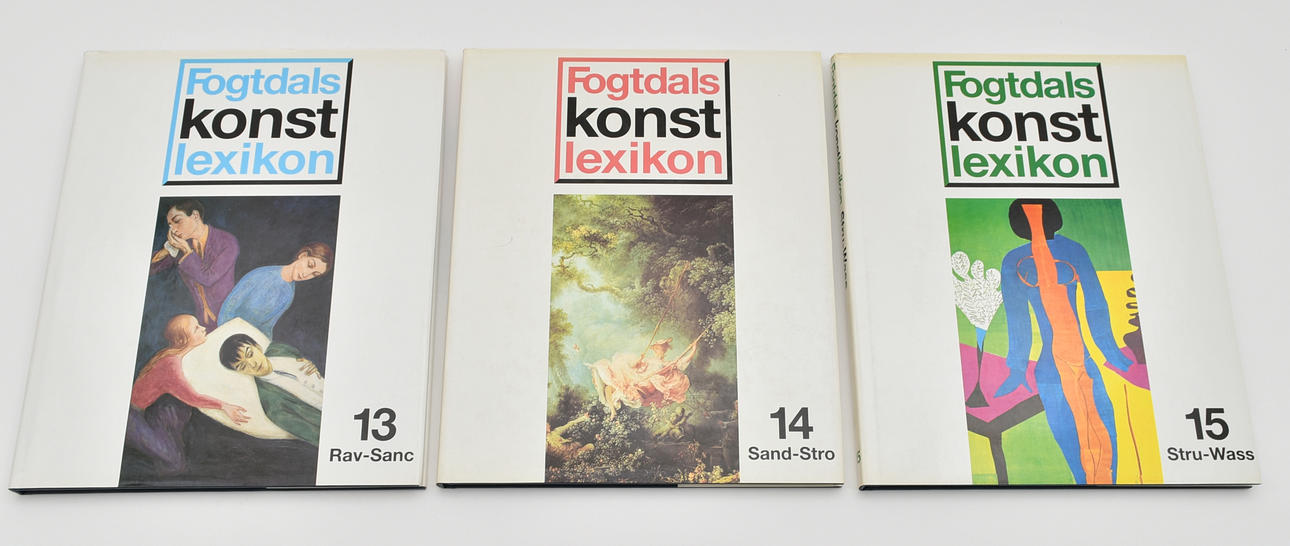 Fogtdals
konst
lexikon
13
Rav-Sanc
Fogtdals
konst
lexikon
14
Sand-Stro
Fogtdals
konst
lexikon
15
Stru-Wass